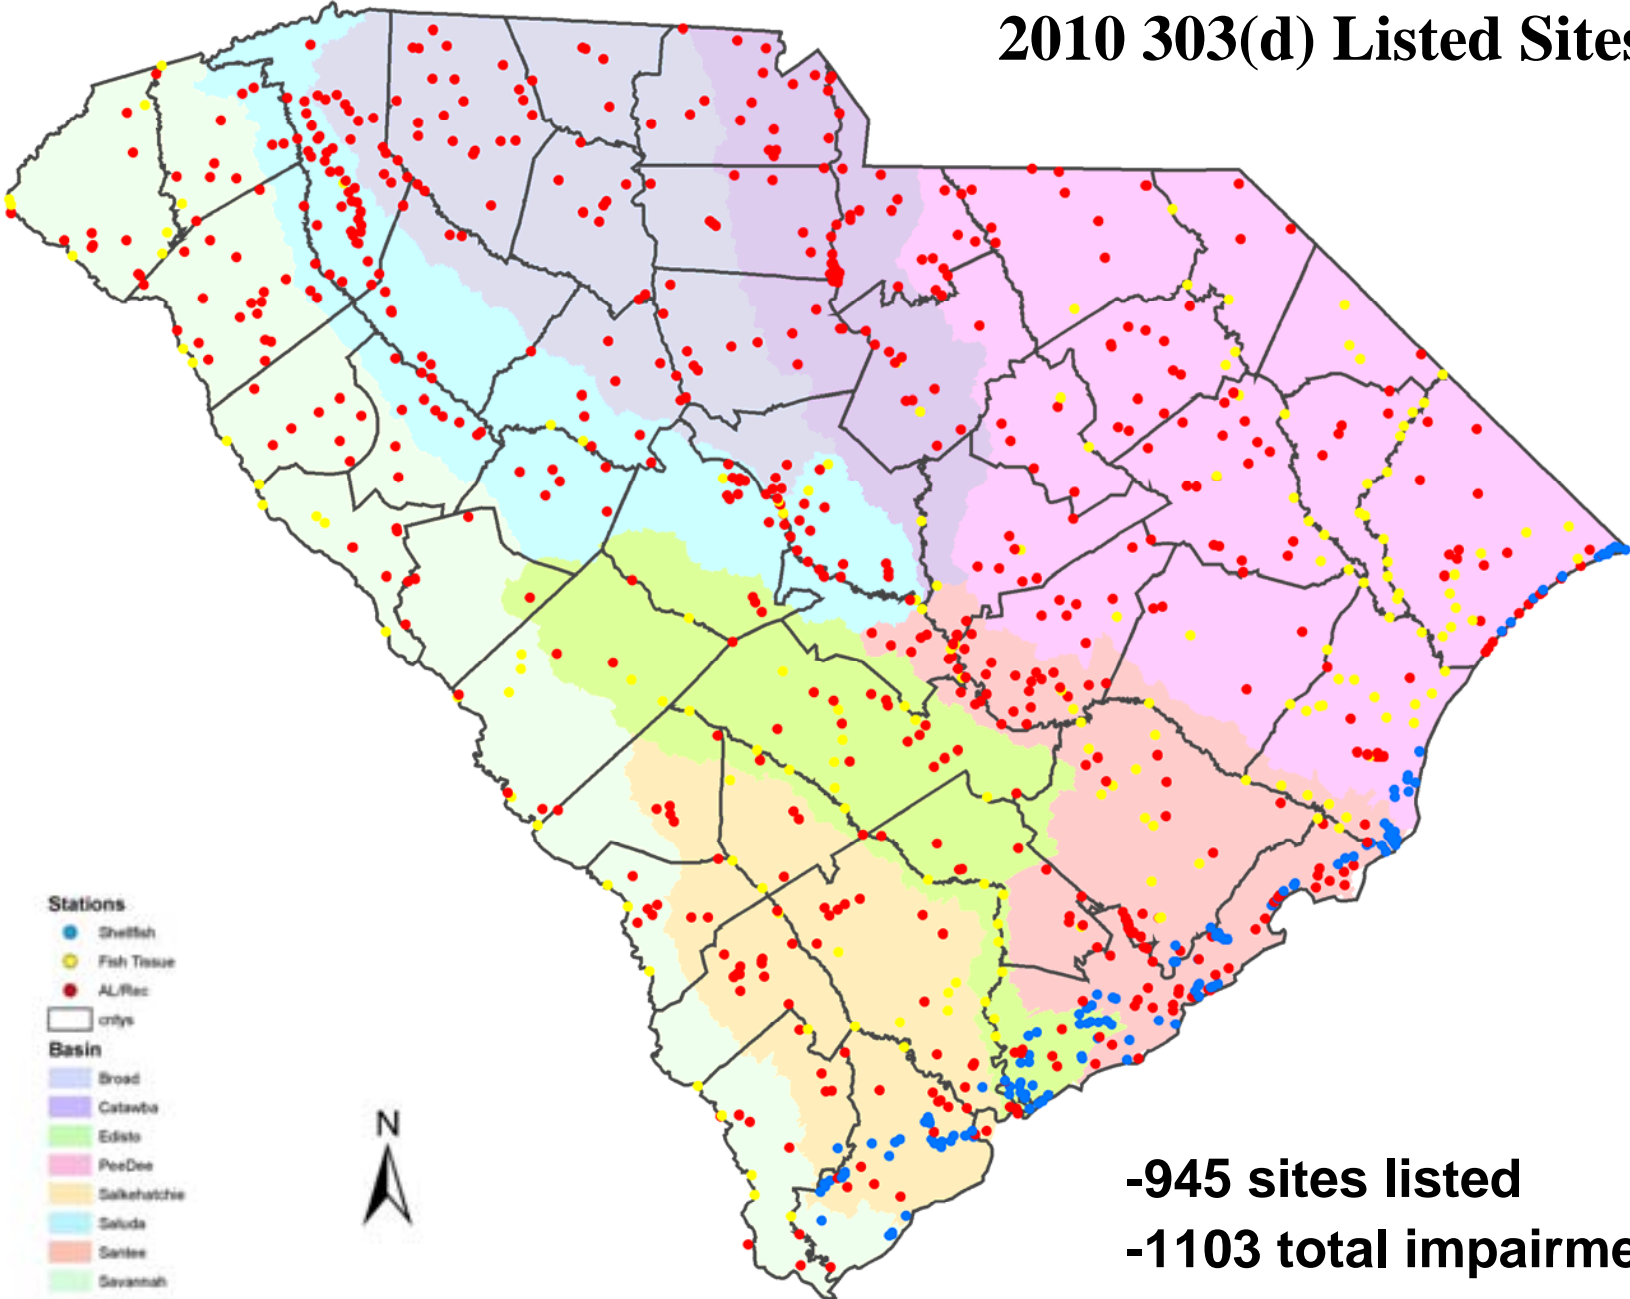 2010 303(d) Listed Sites
Stations
Shellfish
Fish Tissue
AL/Rec
cntys
Basin
Broad
Catawba
Edisto
PeeDee
Salkehatchie
Saluda
Santee
Savannah
N
-945 sites listed
-1103 total impairme